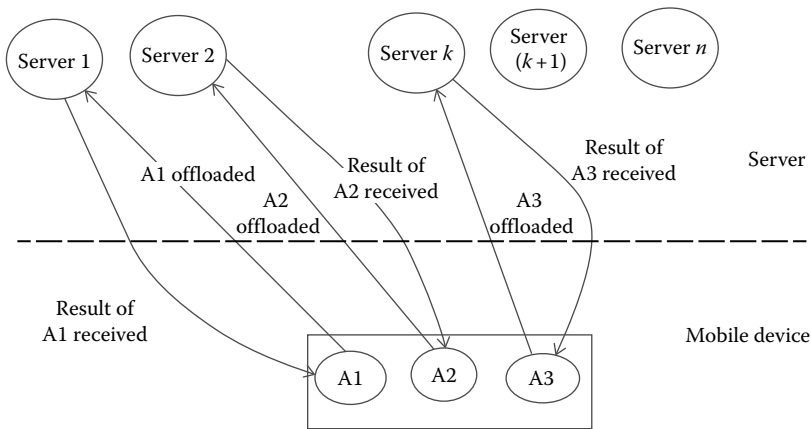 Server 1
Server 2
Server k
Server
(k+1)
Server n
A1 offloaded
A2
offloaded
Result of
A2 received
A3
offloaded
Result of
A3 received
Server
Result of
A1 received
Mobile device
A1
A2
A3